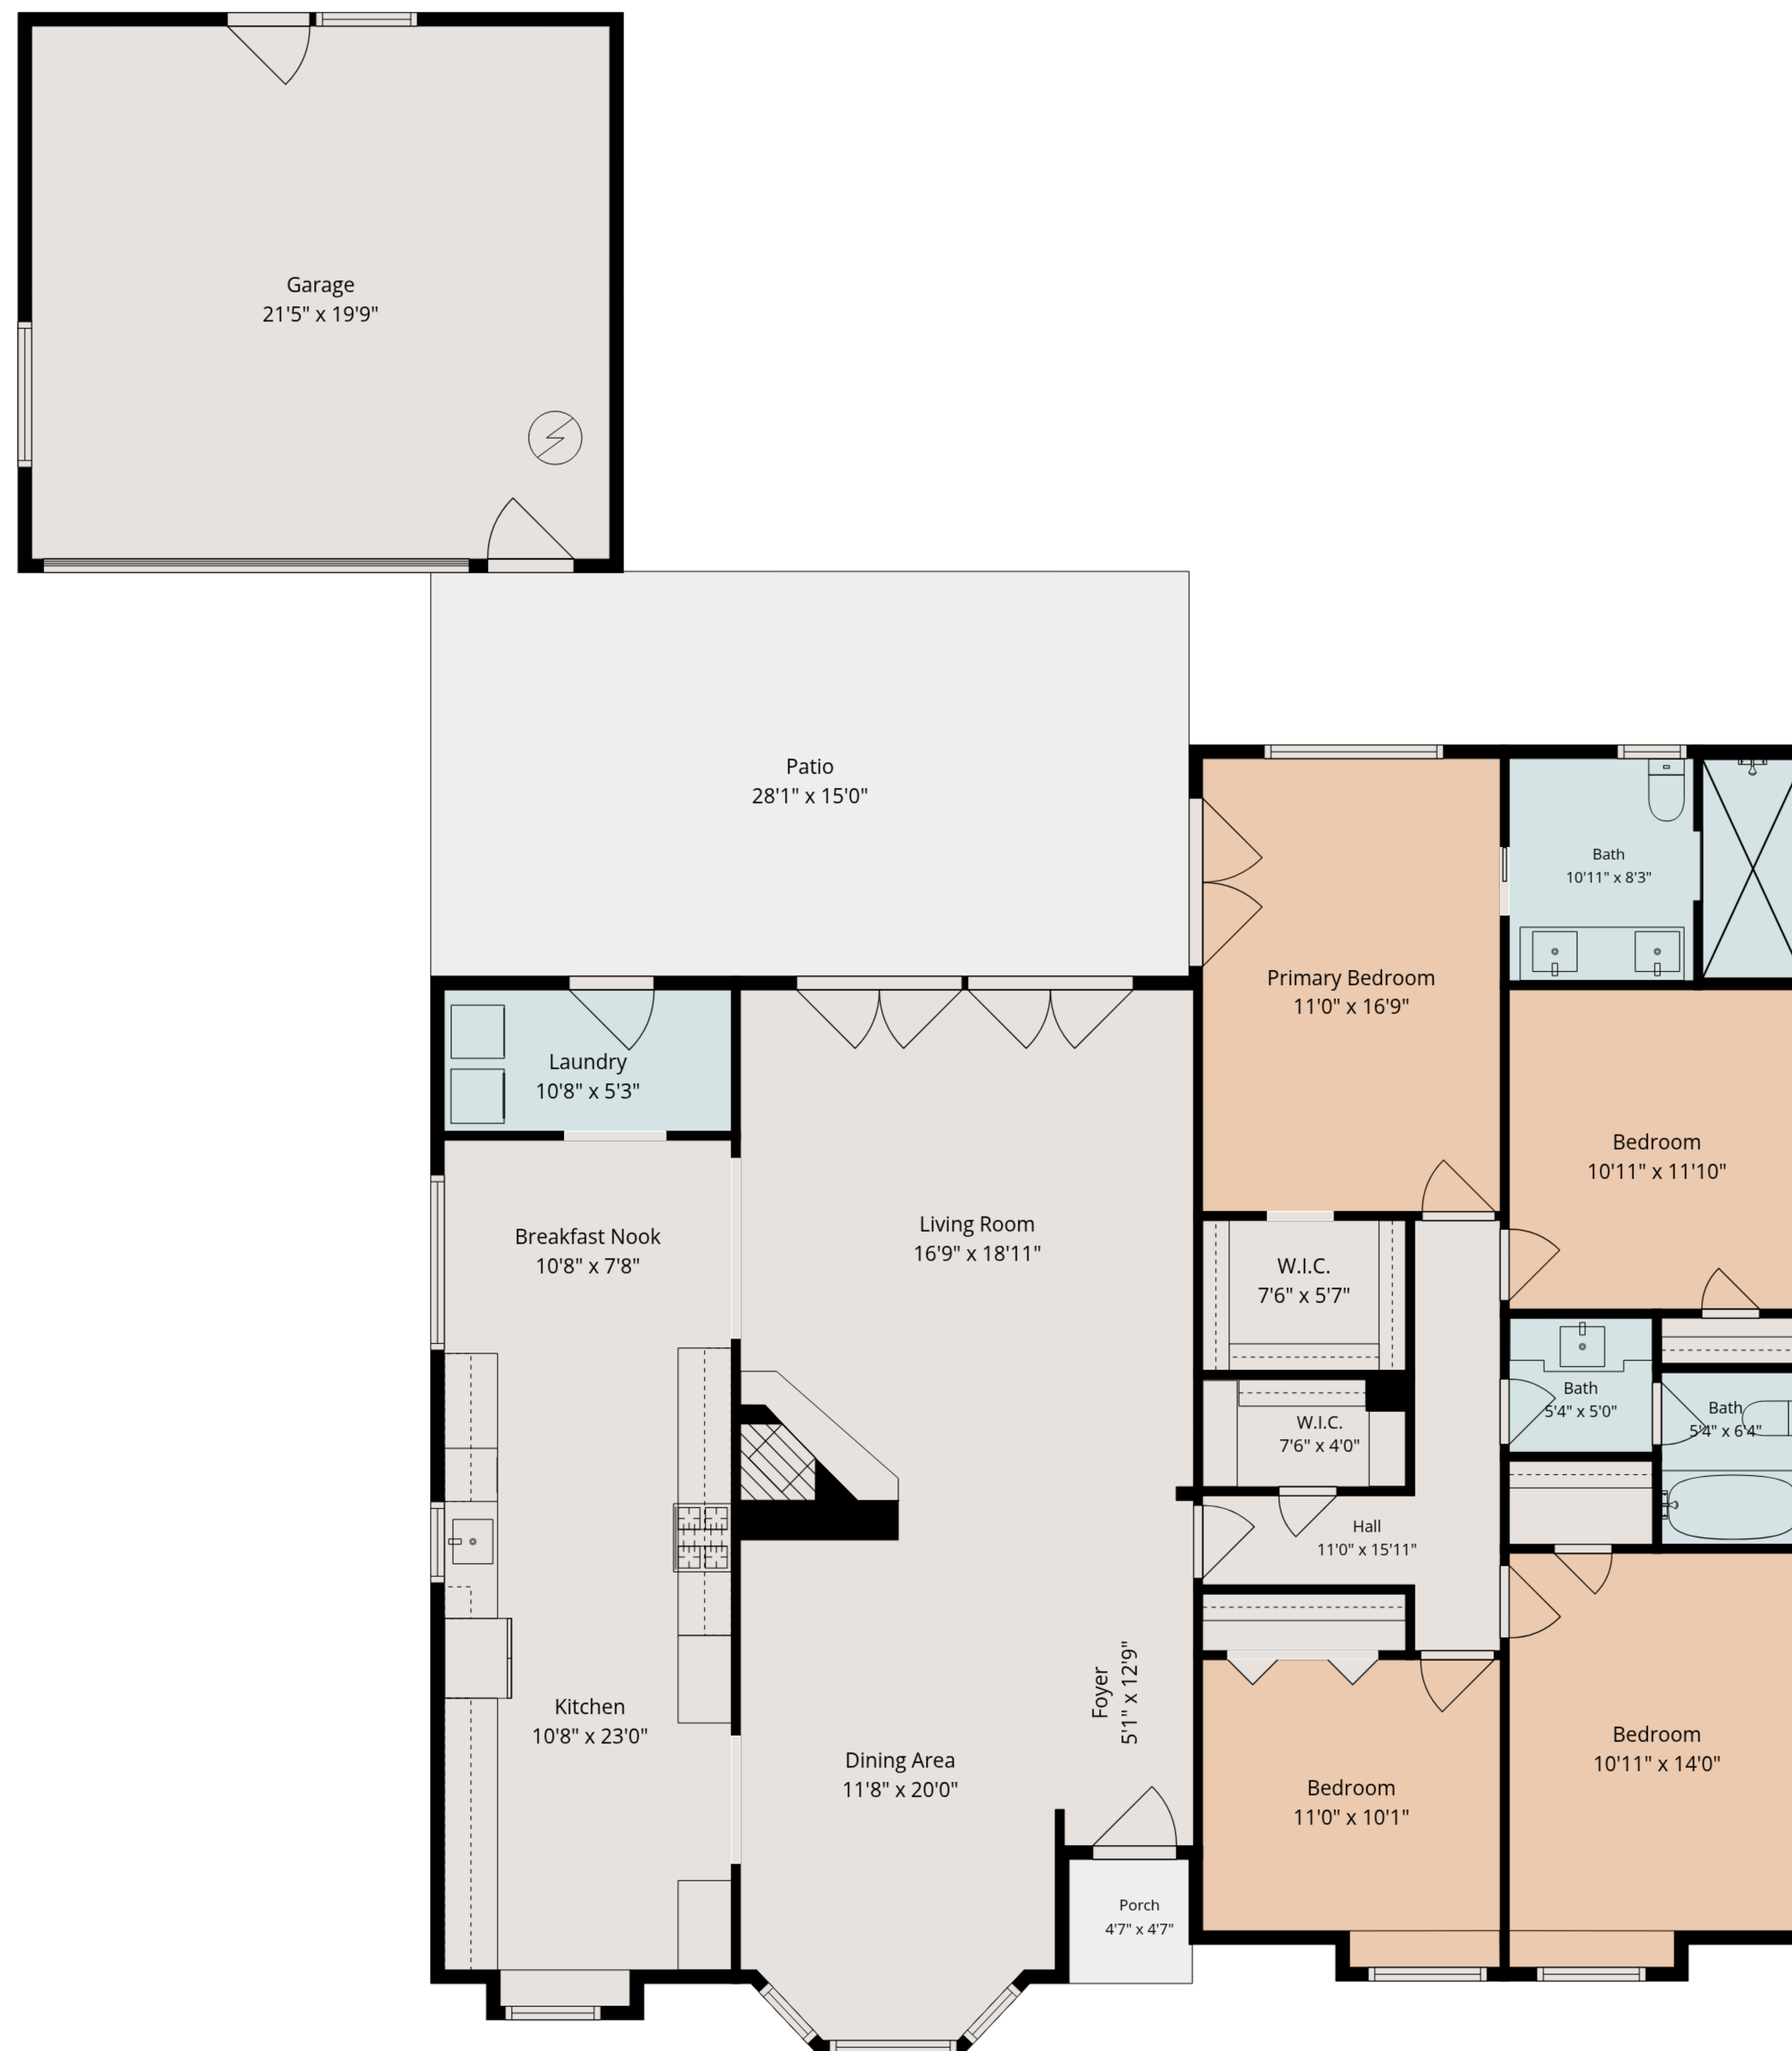 Garage
21'5" x 19'9"
Patio
28'1" x 15'0"
Bath
10'11" x 8'3"
Primary Bedroom
11'0" x 16'9"
Laundry
10'8" x 5'3"
Bedroom
10'11" x 11'10"
Living Room
16'9" x 18'11"
Breakfast Nook
10'8" x 7'8"
W.I.C.
7'6" x 5'7"
Bath
5'4" x 5'0"
Bath
5'4" x 6'4"
W.I.C.
7'6" x 4'0"
Hall
11'0" x 15'11"
Foyer
5'1" x 12'9"
Kitchen
10'8" x 23'0"
Dining Area
11'8" x 20'0"
Bedroom
11'0" x 10'1"
Bedroom
10'11" x 14'0"
Porch
4'7" x 4'7"